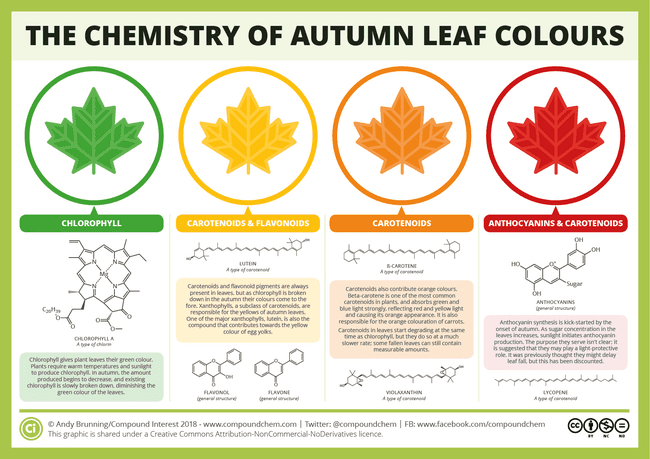 THE CHEMISTRY OF AUTUMN LEAF COLOURS
CHLOROPHYLL
Mg
N
N
N
N
C20H39
O
O
O
O
O
CHLOROPHYLL A
A type of chlorin
Chlorophyll gives plant leaves their green colour.
Plants require warm temperatures and sunlight
to produce chlorophyll. In autumn, the amount
produced begins to decrease, and existing
chlorophyll is slowly broken down, diminishing the
green colour of the leaves.
CAROTENOIDS & FLAVONOIDS
LUTEIN
A type of carotenoid
Carotenoids and flavonoid pigments are always
present in leaves, but as chlorophyll is broken
down in the autumn their colours come to the
fore. Xanthophylls, a subclass of carotenoids, are
responsible for the yellows of autumn leaves.
One of the major xanthophylls, lutein, is also the
compound that contributes towards the yellow
colour of egg yolks.
FLAVONOL
(general structure)
FLAVONE
(general structure)
CAROTENOIDS
β-CAROTENE
A type of carotenoid
Carotenoids also contribute orange colours.
Beta-carotene is one of the most common
carotenoids in plants, and absorbs green and
blue light strongly, reflecting red and yellow light
and causing its orange appearance. It is also
responsible for the orange colouration of carrots.
Carotenoids in leaves start degrading at the same
time as chlorophyll, but they do so at a much
slower rate; some fallen leaves can still contain
measurable amounts.
VIOLAXANTHIN
A type of carotenoid
ANTHOCYANINS & CAROTENOIDS
OH
OH
HO
O+
Sugar
OH
ANTHOCYANINS
(general structure)
Anthocyanin synthesis is kick-started by the
onset of autumn. As sugar concentration in the
leaves increases, sunlight initiates anthocyanin
production. The purpose they serve isn't clear; it
is suggested that they may play a light protective
role. It was previously thought they might delay
leaf fall, but this has been discounted.
LYCOPENE
A type of carotenoid
Ci
© Andy Brunning/Compound Interest 2018 - www.compoundchem.com | Twitter: @compoundchem | FB: www.facebook.com/compoundchem
This graphic is shared under a Creative Commons Attribution-NonCommercial-NoDerivatives licence.
CC
BY
NC
ND